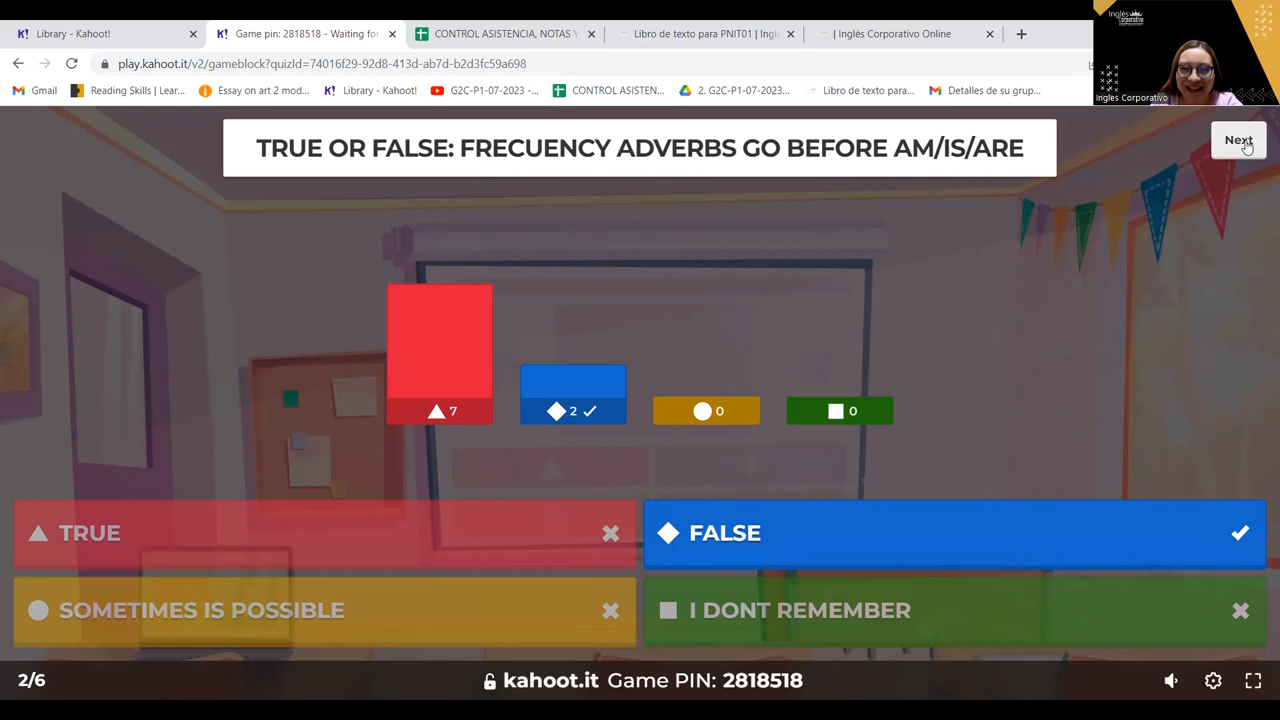 Library - Kahoot!
Game pin: 2818518 - Waiting for
CONTROL ASISTENCIA, NOTAS Y
Libro de texto para PNIT01 | Ingl
| Inglés Corporativo Online
play.kahoot.it/v2/gameblock?quizId=74016f29-92d8-413d-ab7d-b2d3fc59a698
Gmail
Reading Skills | Lear...
Essay on art 2 mod...
Library - Kahoot!
G2C-P1-07-2023 -...
CONTROL ASISTEN...
2. G2C-P1-07-2023...
Libro de texto para...
Detalles de su grup...
Inglés
Corporativo
Ingles Corporativo
TRUE OR FALSE: FRECUENCY ADVERBS GO BEFORE AM/IS/ARE
Next
7
2
0
0
TRUE
FALSE
SOMETIMES IS POSSIBLE
I DONT REMEMBER
2/6
kahoot.it Game PIN: 2818518